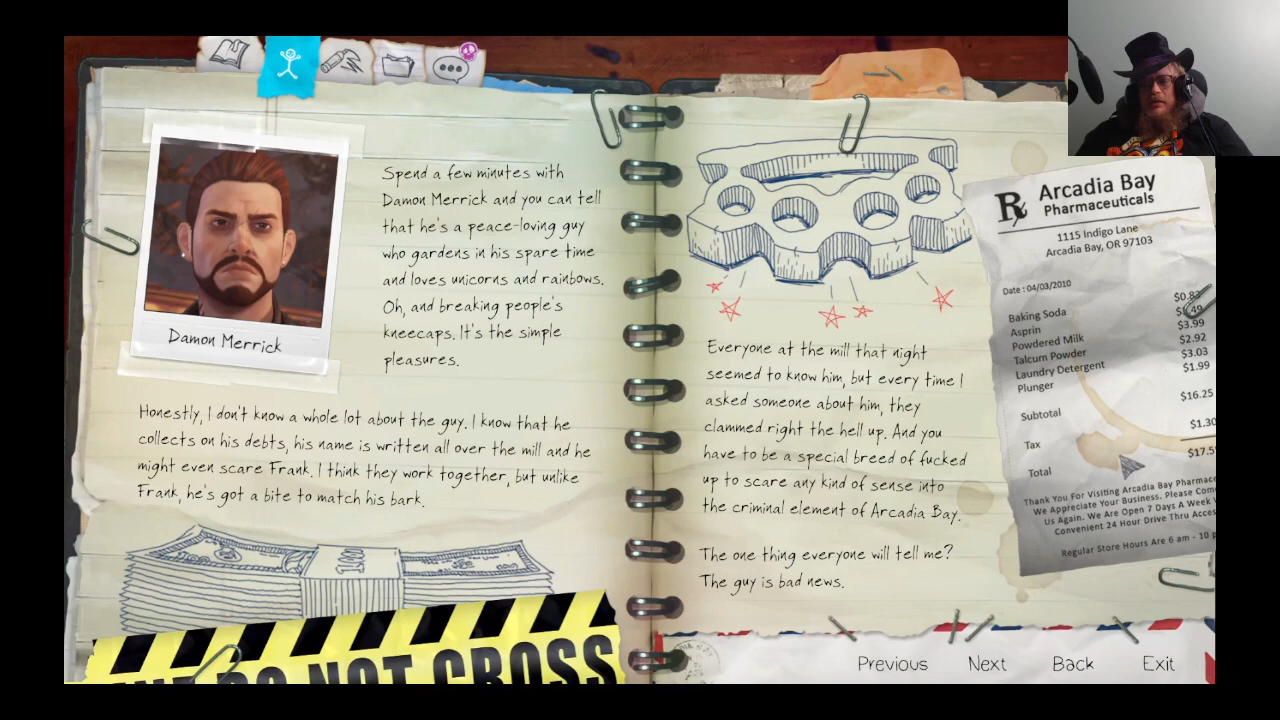 Damon Merrick
Spend a few minutes with
Damon Merrick and you can tell
that he's a peace-loving guy
who gardens in his spare time
and loves unicorns and rainbows.
Oh, and breaking people's
kneecaps. It's the simple
pleasures.
Honestly, I don't know a whole lot about the guy. I know that he
collects on his debts, his name is written all over the mill and he
might even scare Frank. I think they work together, but unlike
Frank, he's got a bite to match his bark.
100
DO NOT CROSS
Everyone at the mill that night
seemed to know him, but every time I
asked someone about him, they
clammed right the hell up. And you
have to be a special breed of fucked
up to scare any kind of sense into
the criminal element of Arcadia Bay.
The one thing everyone will tell me?
The guy is bad news.
Rx Arcadia Bay
Pharmaceuticals
1115 Indigo Lane
Arcadia Bay, OR 97103
Date: 04/03/2010
Baking Soda
Asprin
Powdered Milk
Talcum Powder
Laundry Detergent
Plunger
$3.99
$2.92
$3.03
$1.99
Subtotal $16.25
Tax $1.30
Total
Thank You For Visiting Arcadia Bay
We Appreciate Your Business. Please
Us Again. We Are Open 7 Days A Week
Convenient 24 Hour Drive Thru
Regular Store Hours Are 6 am - 10
Previous Next Back Exit